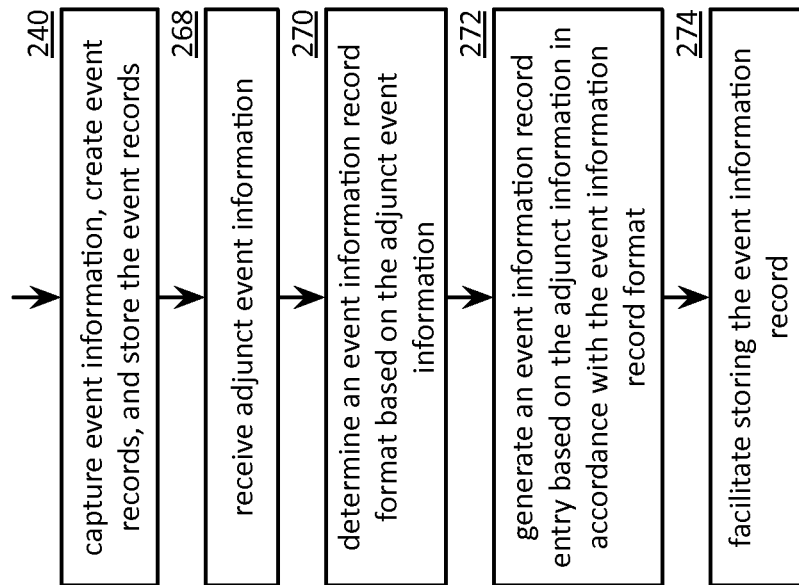 240
capture event information, create event
records, and store the event records
268
receive adjunct event information
270
determine an event information record
format based on the adjunct event
information
272
generate an event information record
entry based on the adjunct information in
accordance with the event information
record format
274
facilitate storing the event information
record